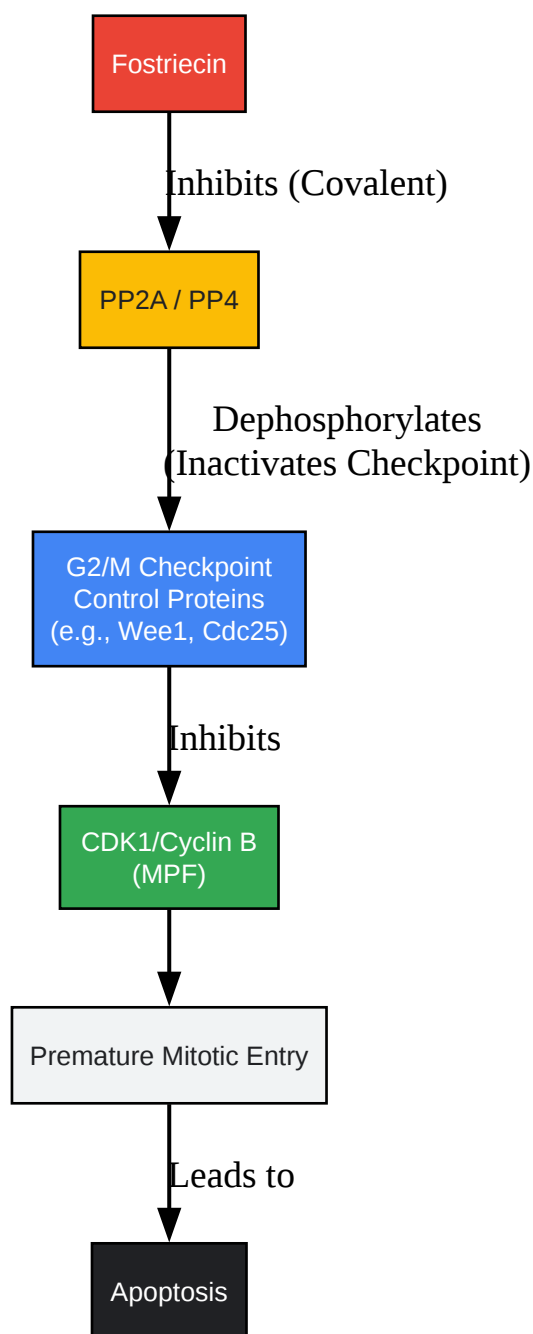 Fostriecin
Inhibits (Covalent)
PP2A / PP4
Dephosphorylates
(Inactivates Checkpoint)
G2/M Checkpoint
Control Proteins
(e.g., Wee1, Cdc25)
Inhibits
CDK1/Cyclin B
(MPF)
Premature Mitotic Entry
Leads to
Apoptosis